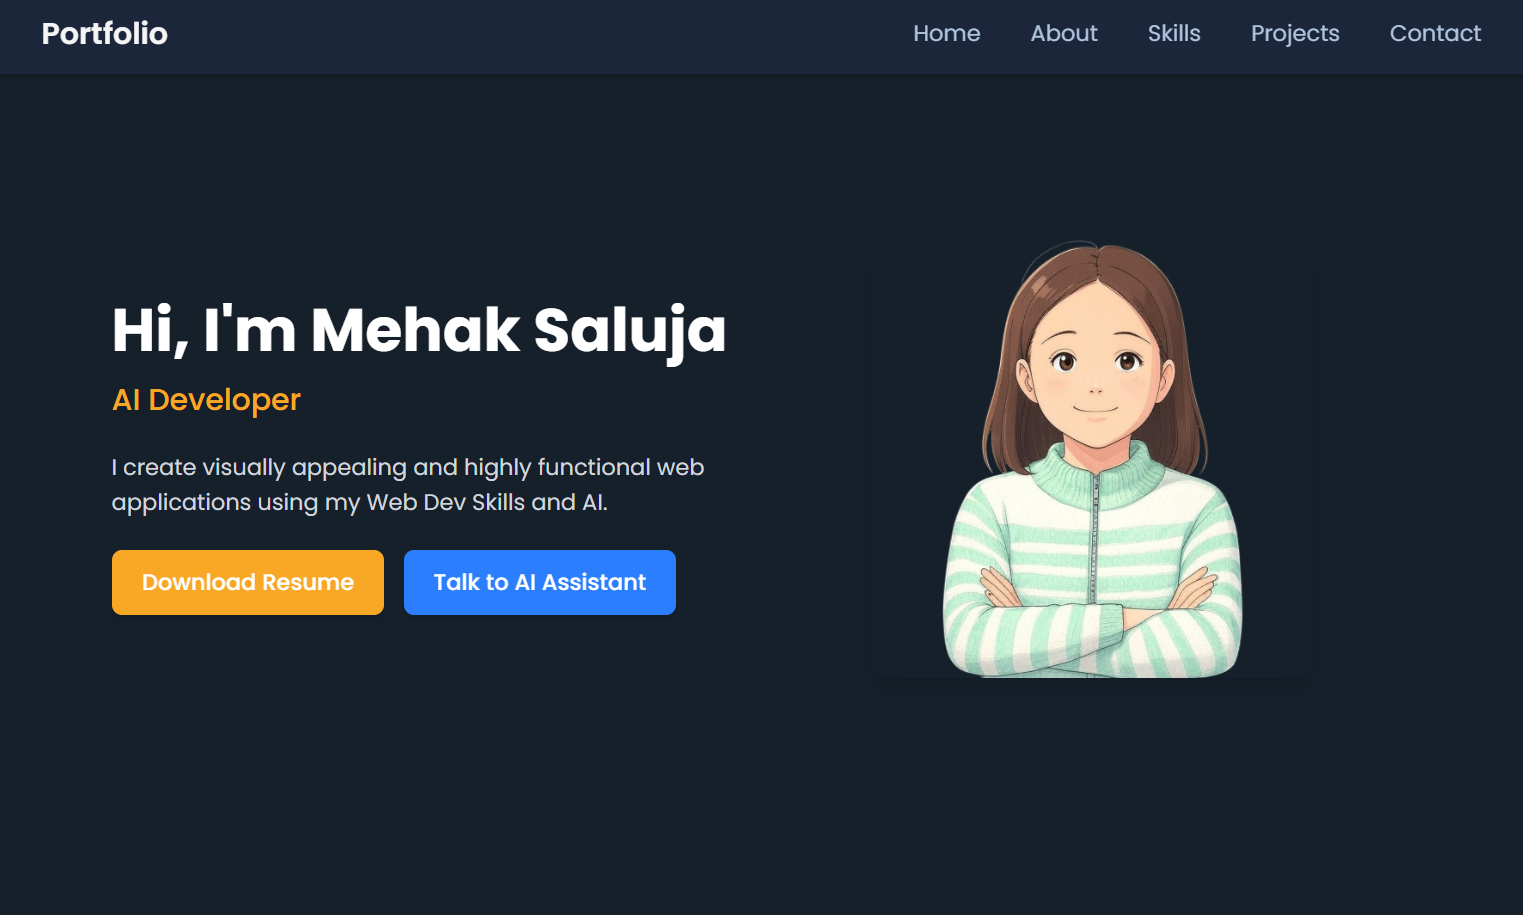 Portfolio
Home About Skills Projects Contact
Hi, I'm Mehak Saluja
AI Developer
I create visually appealing and highly functional web
applications using my Web Dev Skills and AI.
Download Resume
Talk to AI Assistant